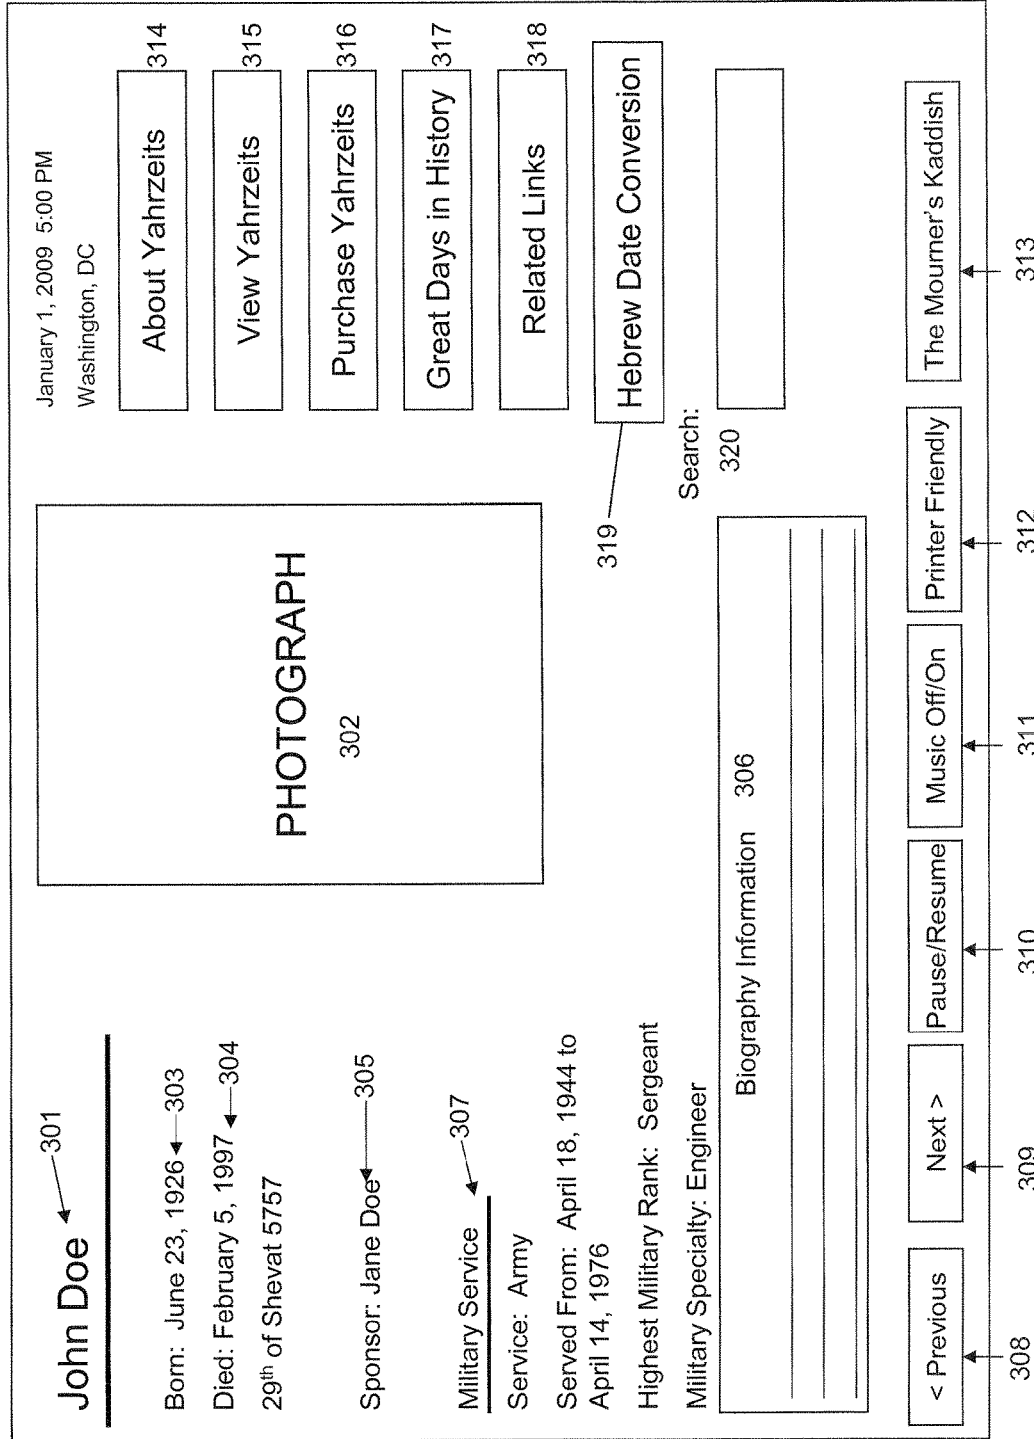 John Doe
301
Born: June 23, 1926
303
Died: February 5, 1997
304
29th of Shevat 5757
Sponsor: Jane Doe
305
Military Service
307
Service: Army
Served From: April 18, 1944 to
April 14, 1976
Highest Military Rank: Sergeant
Military Specialty: Engineer
PHOTOGRAPH
302
January 1, 2009 5:00 PM
Washington, DC
About Yahrzeits
314
View Yahrzeits
315
Purchase Yahrzeits
316
Great Days in History
317
Related Links
318
Hebrew Date Conversion
319
Search:
320
Biography Information 306
< Previous
Next >
Pause/Resume
Music Off/On
Printer Friendly
The Mourner's Kaddish
308
309
310
311
312
313